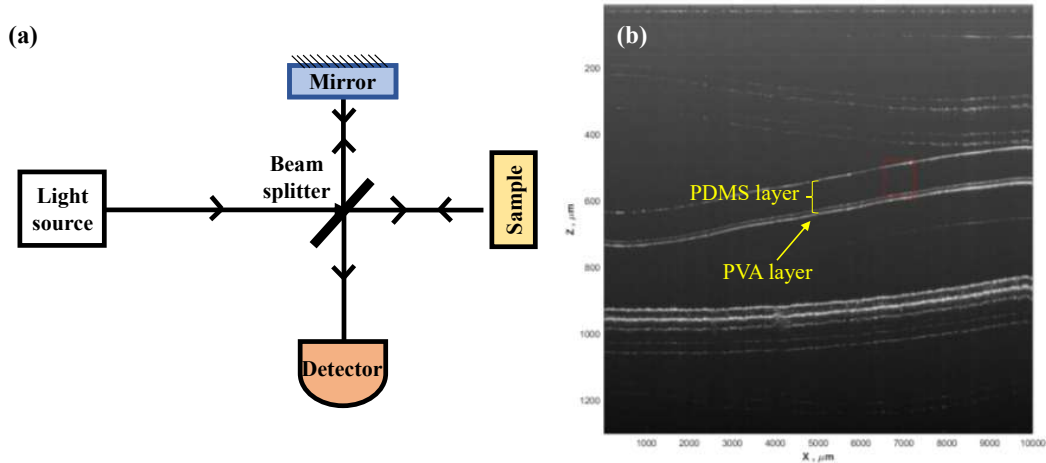 (a)
Mirror
Beam
splitter
Light
source
Sample
Detector
(b)
200
400
600
800
1000
1200
Z , μm
PDMS layer
PVA layer
1000 2000 3000 4000 5000 6000 7000 8000 9000 10000
X , μm